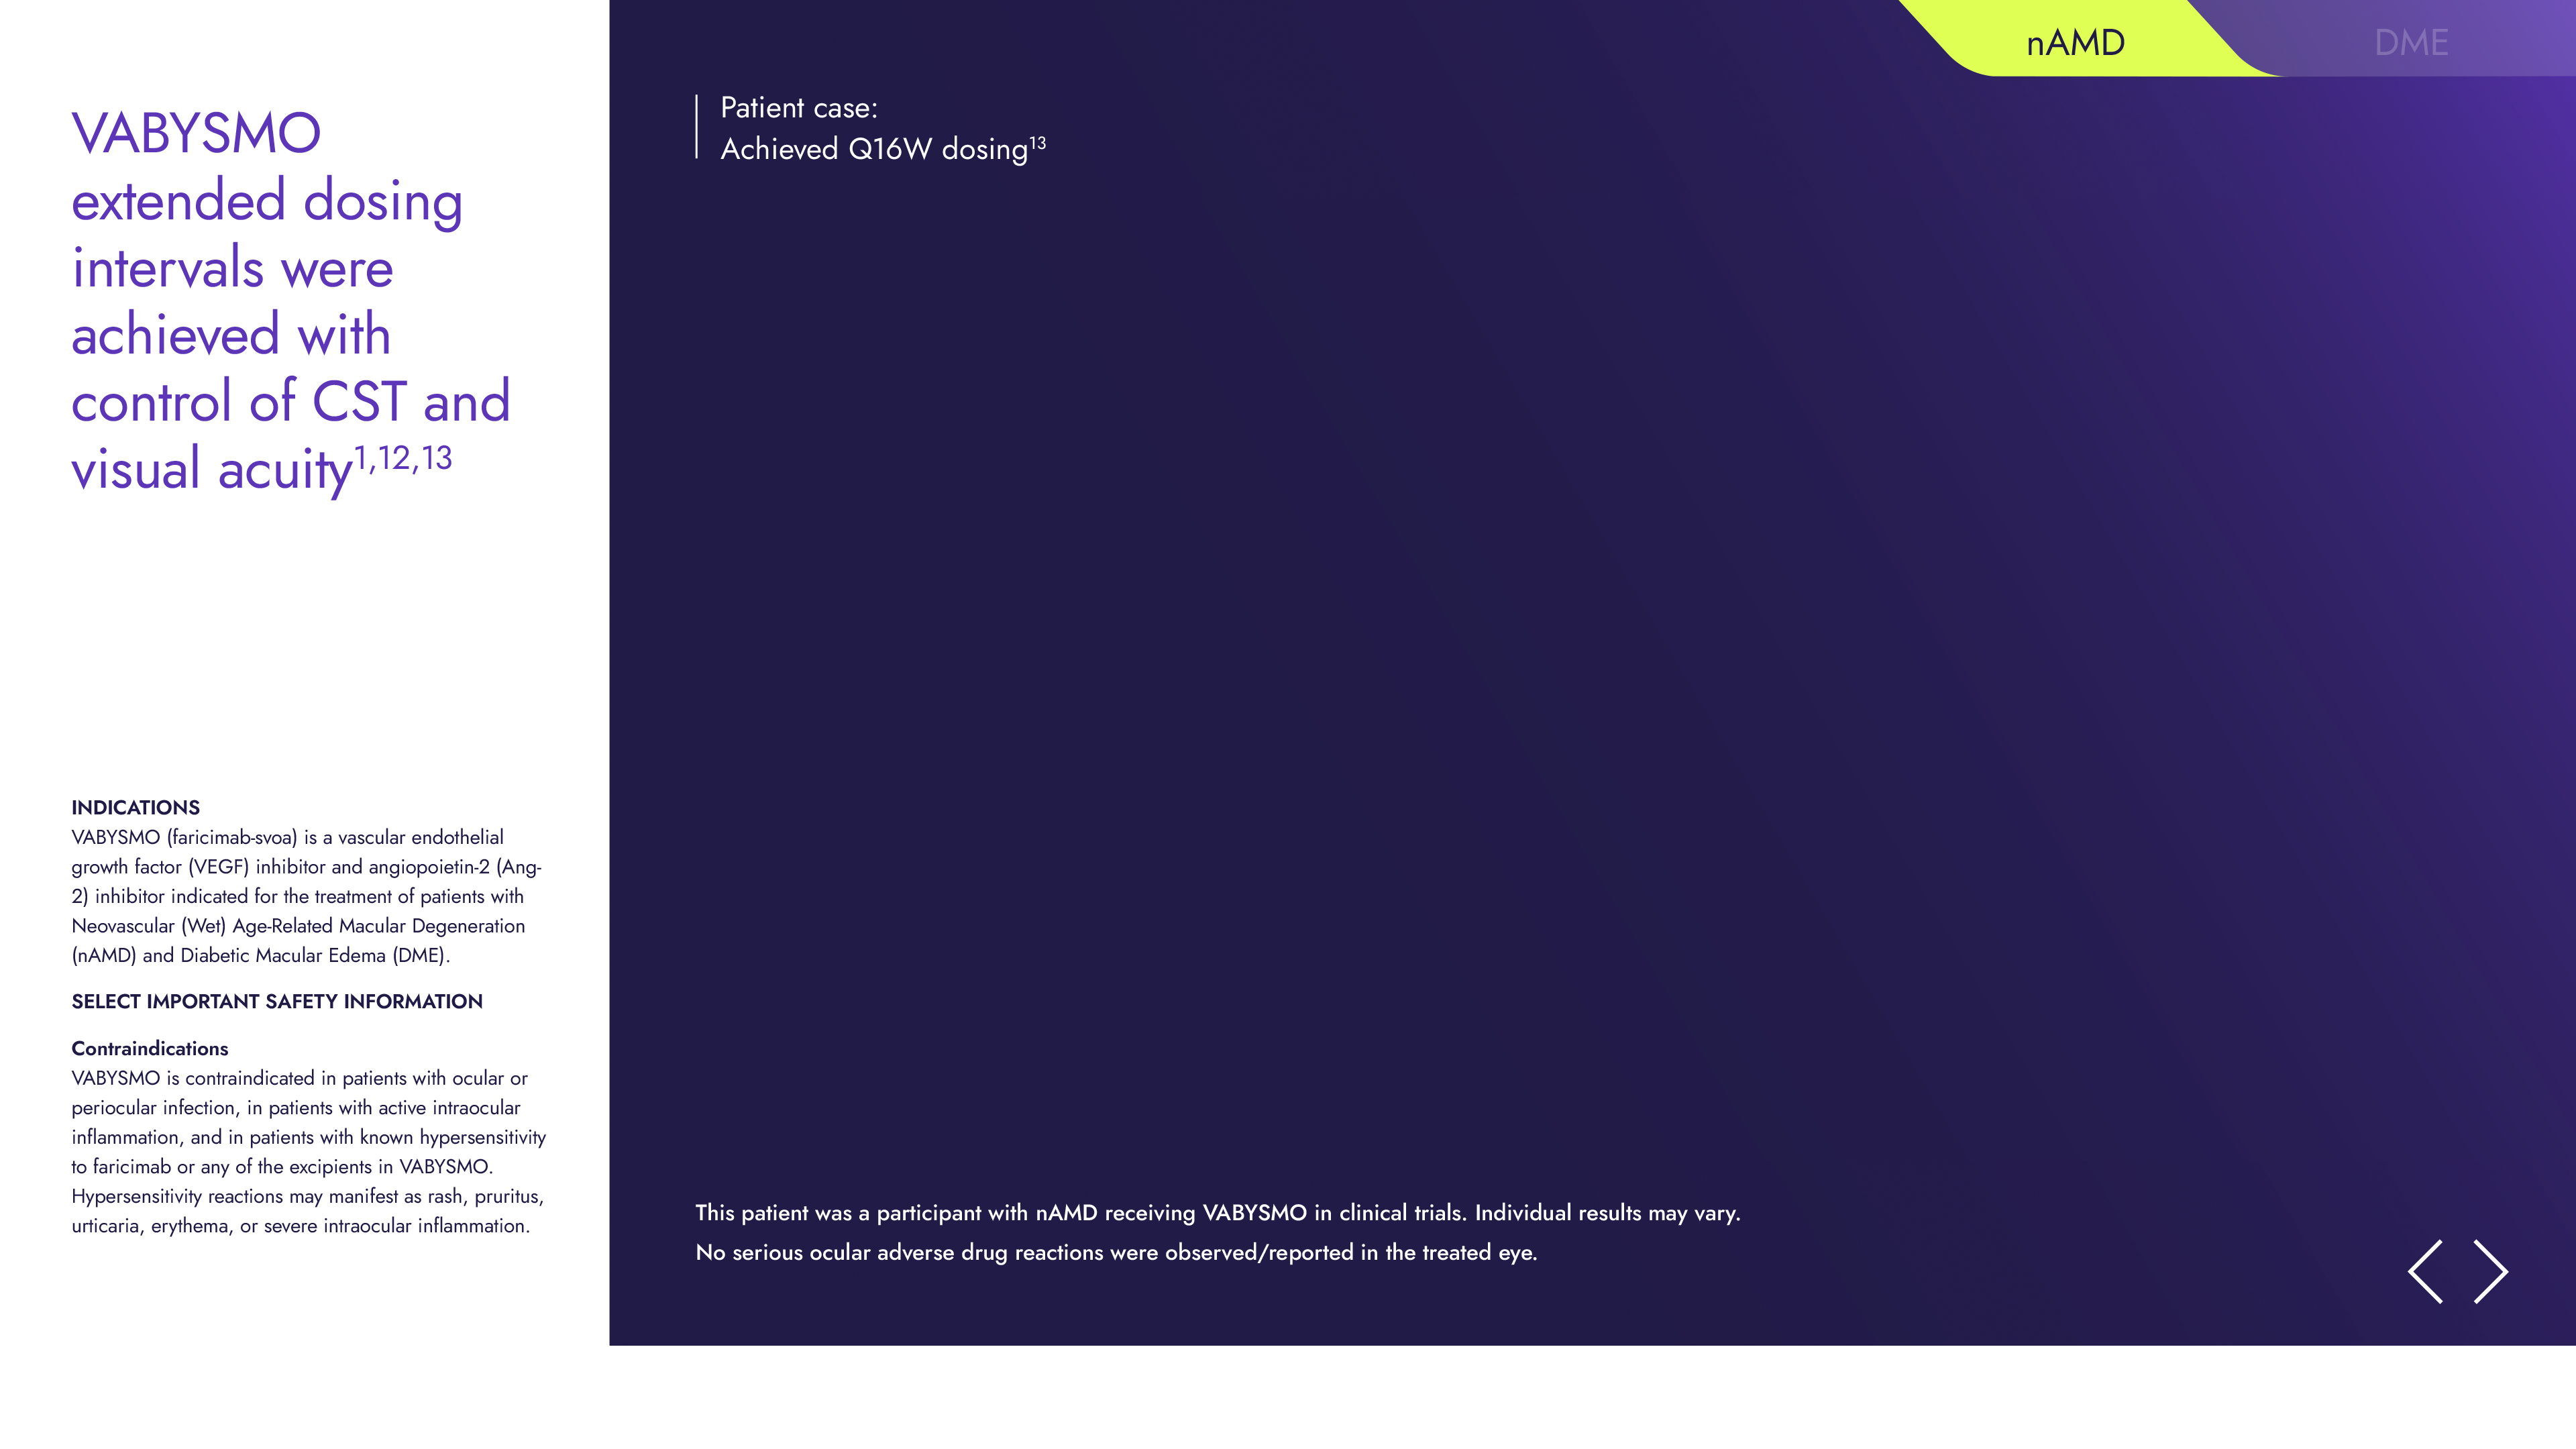 VABYSMO
extended dosing
intervals were
achieved with
control of CST and
visual acuity1,12,13
INDICATIONS
VABYSMO (faricimab-svoa) is a vascular endothelial
growth factor (VEGF) inhibitor and angiopoietin-2 (Ang-
2) inhibitor indicated for the treatment of patients with
Neovascular (Wet) Age-Related Macular Degeneration
(nAMD) and Diabetic Macular Edema (DME).
SELECT IMPORTANT SAFETY INFORMATION
Contraindications
VABYSMO is contraindicated in patients with ocular or
periocular infection, in patients with active intraocular
inflammation, and in patients with known hypersensitivity
to faricimab or any of the excipients in VABYSMO.
Hypersensitivity reactions may manifest as rash, pruritus,
urticaria, erythema, or severe intraocular inflammation.
nAMD
DME
Patient case:
Achieved Q16W dosing13
This patient was a participant with nAMD receiving VABYSMO in clinical trials. Individual results may vary.
No serious ocular adverse drug reactions were observed/reported in the treated eye.